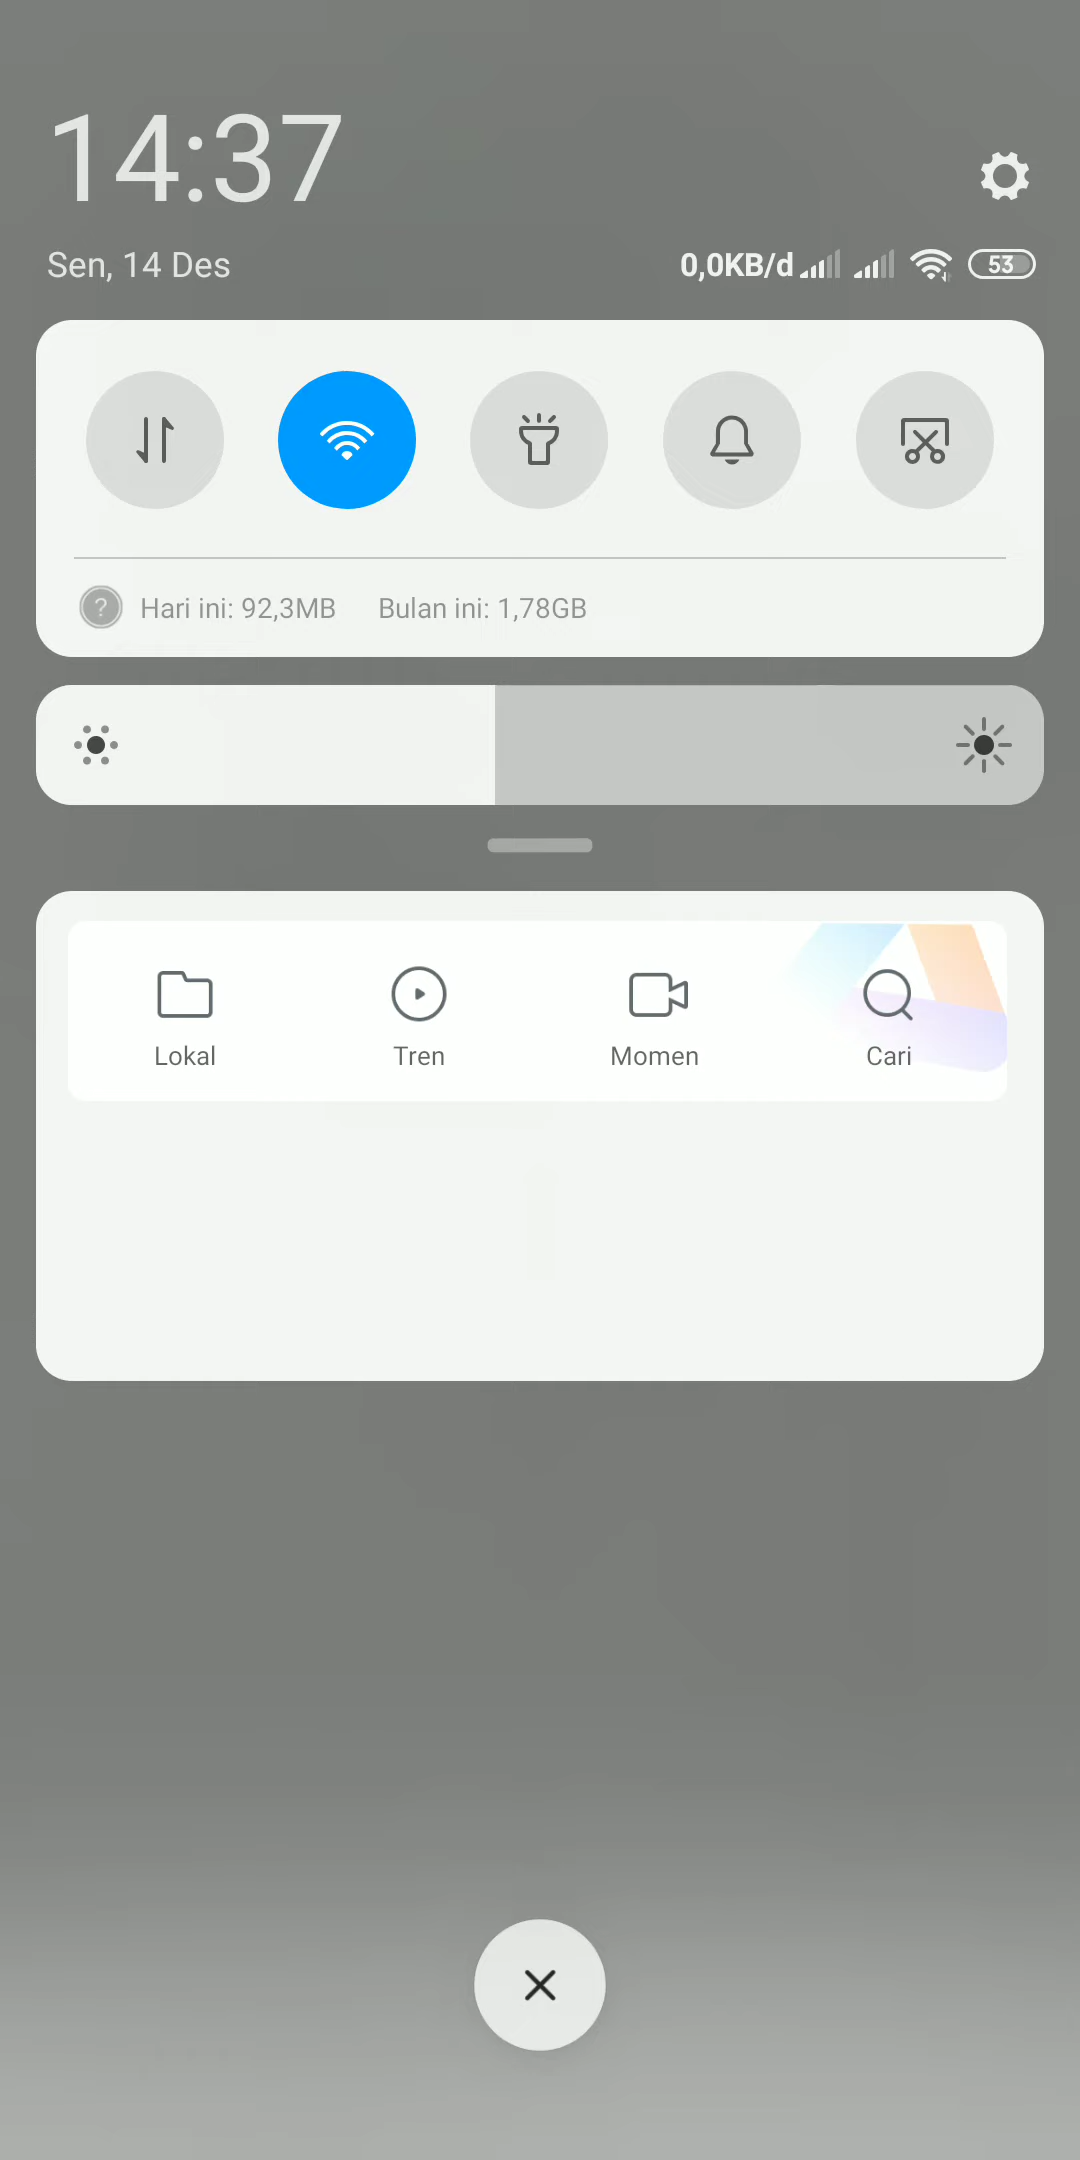 14:37
Sen, 14 Des
0,0KB/d 53
? Hari ini: 92,3MB Bulan ini: 1,78GB
Lokal Tren Momen Cari